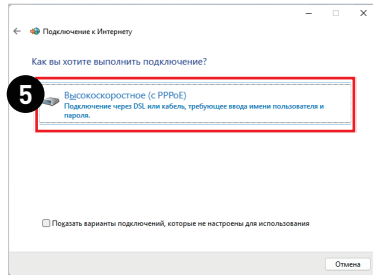 Подключение к Интернету
Как вы хотите выполнить подключение?
5
Высокоскоростное (с PPPoE)
Подключение через DSL или кабель, требующее ввода имени пользователя и
пароля.
Показать варианты подключений, которые не настроены для использования
Отмена